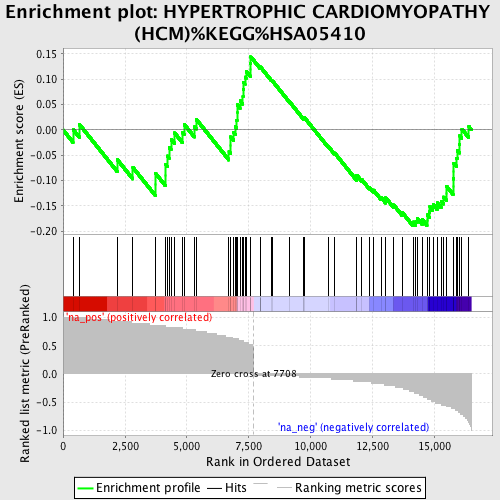 Enrichment plot: HYPERTROPHIC CARDIOMYOPATHY
(HCM)%KEGG%HSA05410
Enrichment score (ES)
0.15
0.10
0.05
0.00
-0.05
-0.10
-0.15
-0.20
'na_pos' (positively correlated)
Ranked list metric (PreRanked)
1.0
0.5
0.0
-0.5
-1.0
Zero cross at 7708
'na_neg' (negatively correlated)
0
2,500
5,000
7,500
10,000
12,500
15,000
Rank in Ordered Dataset
Enrichment profile
Hits
Ranking metric scores